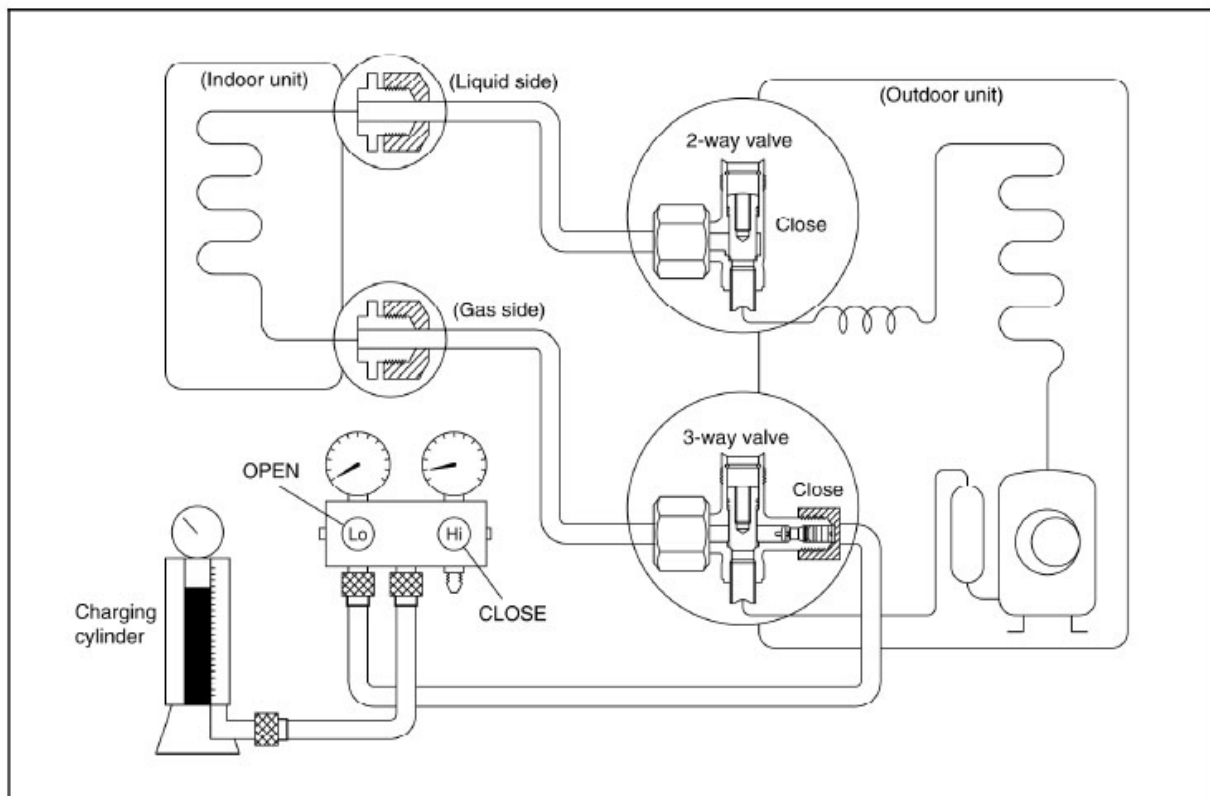 (Indoor unit)
(Liquid side)
(Outdoor unit)
2-way valve
Close
(Gas side)
3-way valve
Close
OPEN
Lo
Hi
CLOSE
Charging
cylinder